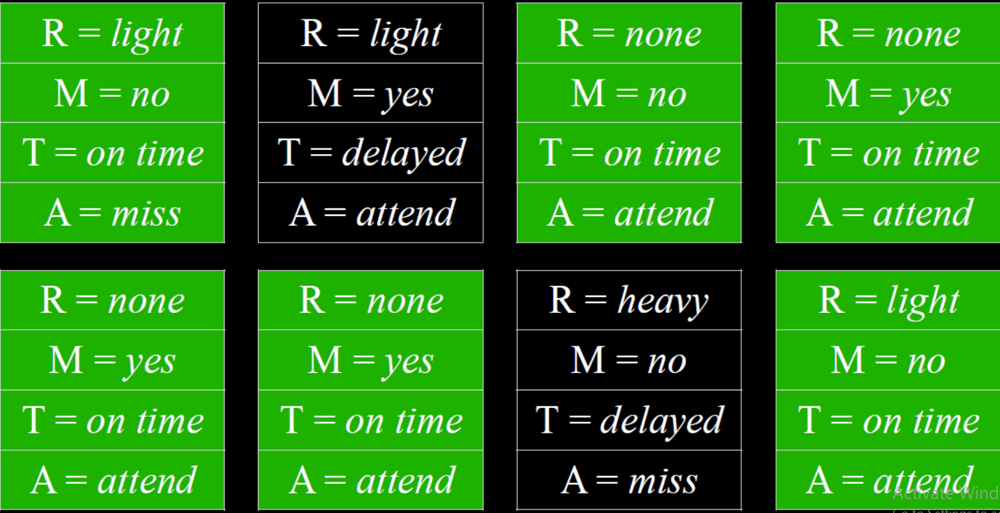 R = light
M = no
T = on time
A = miss
R = light
M = yes
T = delayed
A = attend
R = none
M = no
T = on time
A = attend
R = none
M = yes
T = on time
A = attend
R = none
M = yes
T = on time
A = attend
R = none
M = yes
T = on time
A = attend
R = heavy
M = no
T = delayed
A = miss
R = light
M = no
T = on time
A = attend
Activate Wind